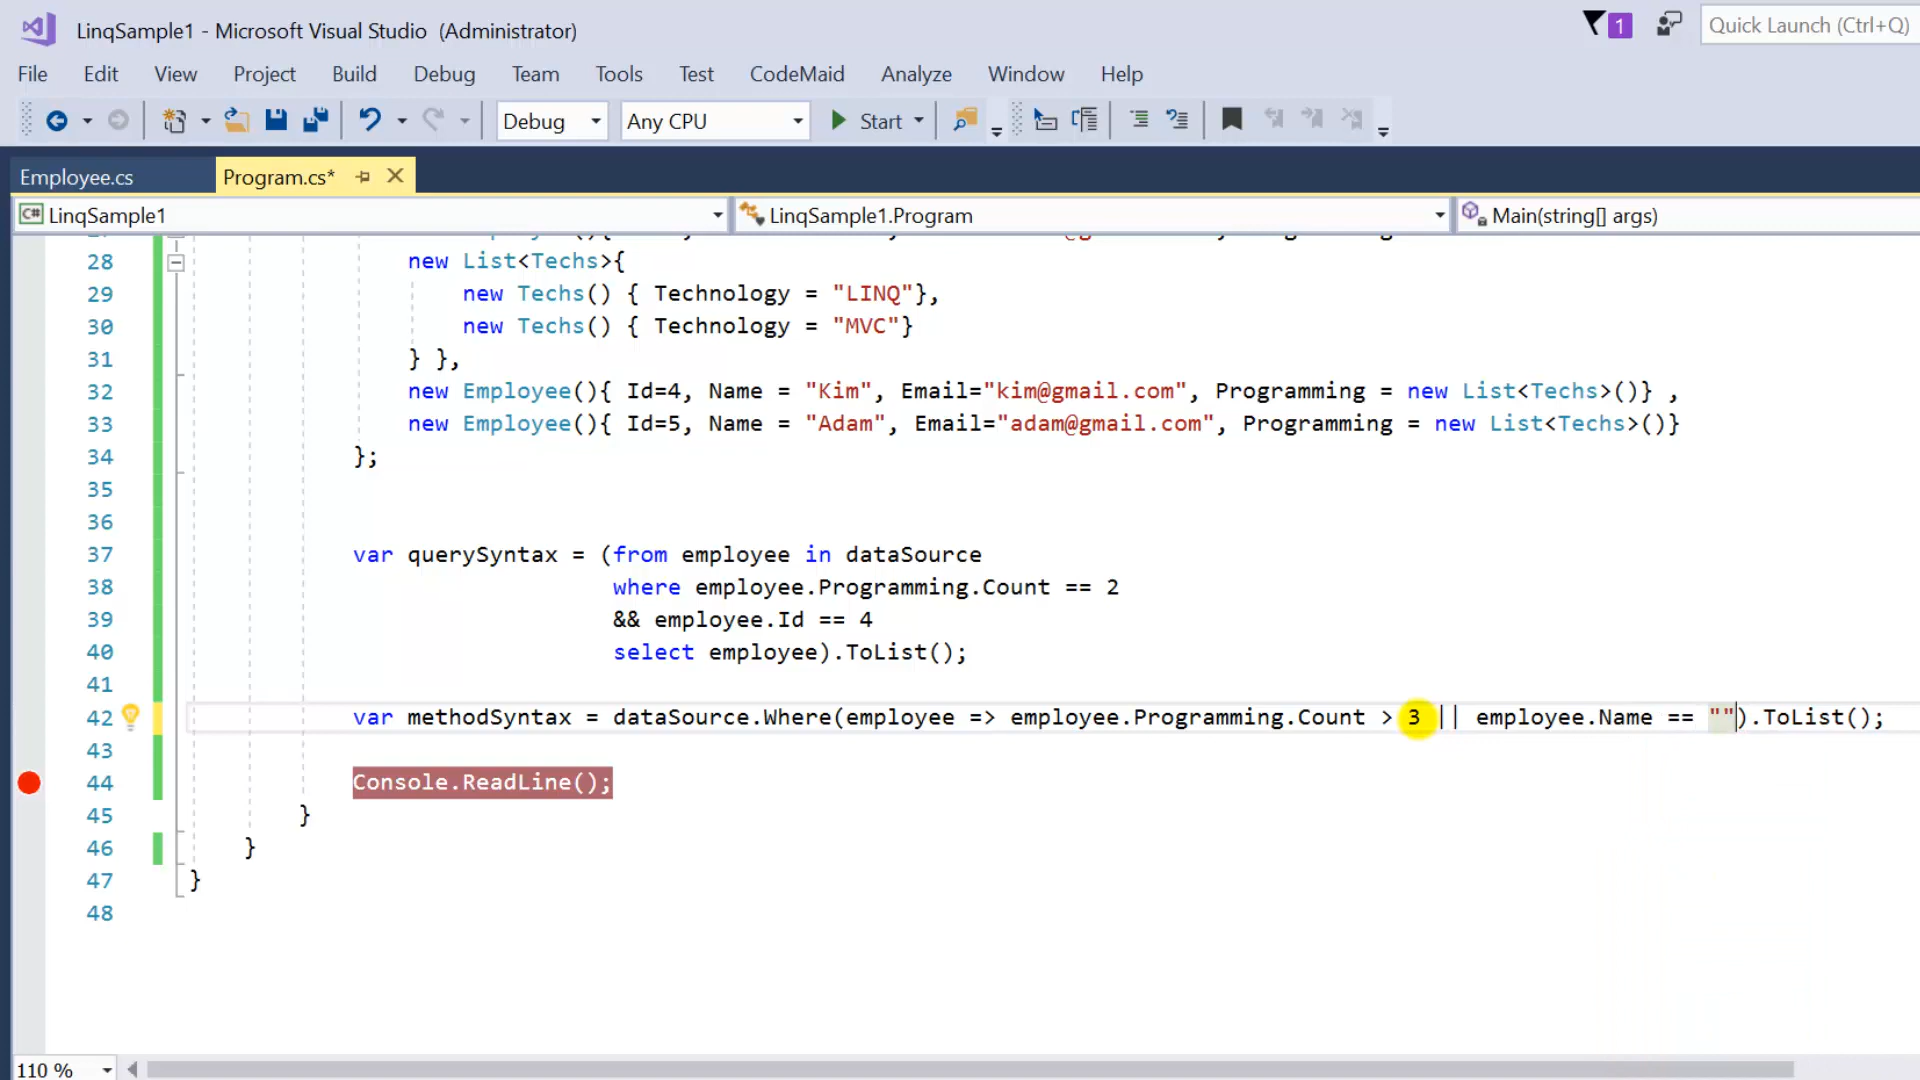 LinqSample1 - Microsoft Visual Studio (Administrator)
1
Quick Launch (Ctrl+Q)
File Edit View Project Build Debug Team Tools Test CodeMaid Analyze Window Help
Debug Any CPU Start
Employee.cs Program.cs*
C# LinqSample1 LinqSample1.Program Main(string[] args)
28 new List<Techs>{
29 new Techs() { Technology = "LINQ"},
30 new Techs() { Technology = "MVC"}
31 } },
32 new Employee(){ Id=4, Name = "Kim", Email="kim@gmail.com", Programming = new List<Techs>()} ,
33 new Employee(){ Id=5, Name = "Adam", Email="adam@gmail.com", Programming = new List<Techs>()}
34 };
35
36
37 var querySyntax = (from employee in dataSource
38 where employee.Programming.Count == 2
39 && employee.Id == 4
40 select employee).ToList();
41
42 var methodSyntax = dataSource.Where(employee => employee.Programming.Count > 3 || employee.Name == "").ToList();
43
44 Console.ReadLine();
45 }
46 }
47 }
48
110 %